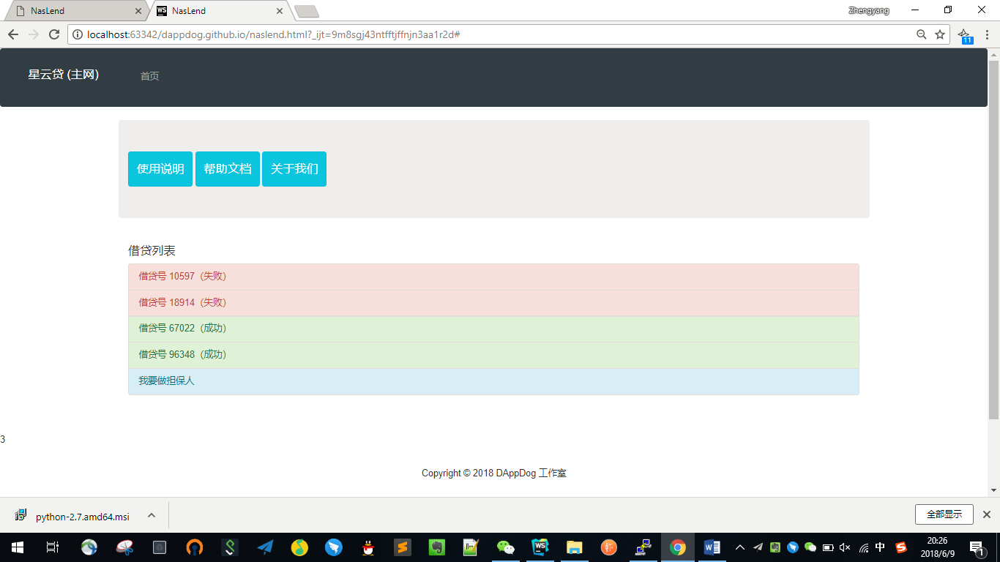 NasLend
NasLend
Zhengyang
localhost:63342/dappdog.github.io/naslend.html?_ijt=9m8sgj43ntfftjffnjn3aa1r2d#
11
星云贷 (主网)
首页
使用说明 帮助文档 关于我们
借贷列表
借贷号 10597（失败）
借贷号 18914（失败）
借贷号 67022（成功）
借贷号 96348（成功）
我要做担保人
3
Copyright © 2018 DAppDog 工作室
python-2.7.amd64.msi
全部显示
中
20:26
2018/6/9
1